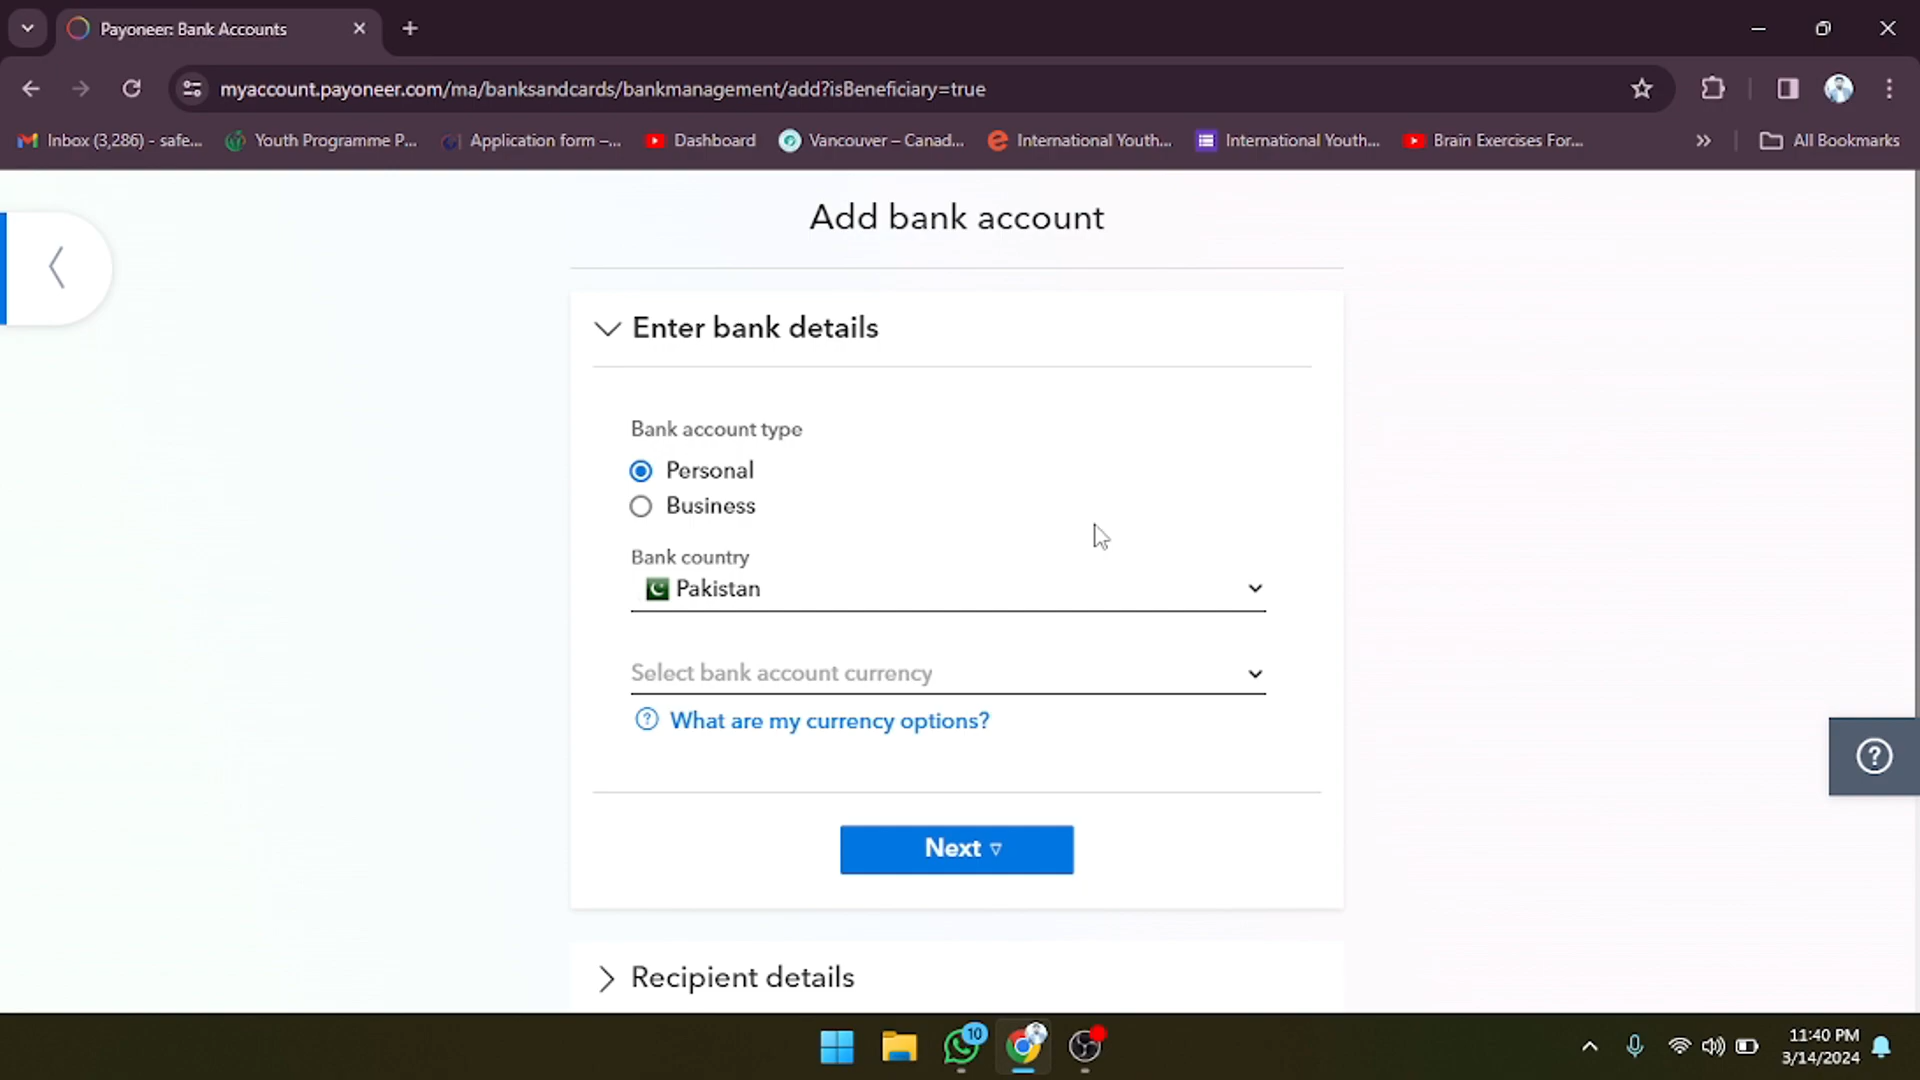 Payoneer: Bank Accounts
myaccount.payoneer.com/ma/banksandcards/bankmanagement/add?isBeneficiary=true
Inbox (3,286) - safe...
Youth Programme P...
Application form –...
Dashboard
Vancouver – Canad...
International Youth...
International Youth...
Brain Exercises For...
All Bookmarks
Add bank account
Enter bank details
Bank account type
Personal
Business
Bank country
Pakistan
Select bank account currency
What are my currency options?
Next
Recipient details
10
11:40 PM
3/14/2024